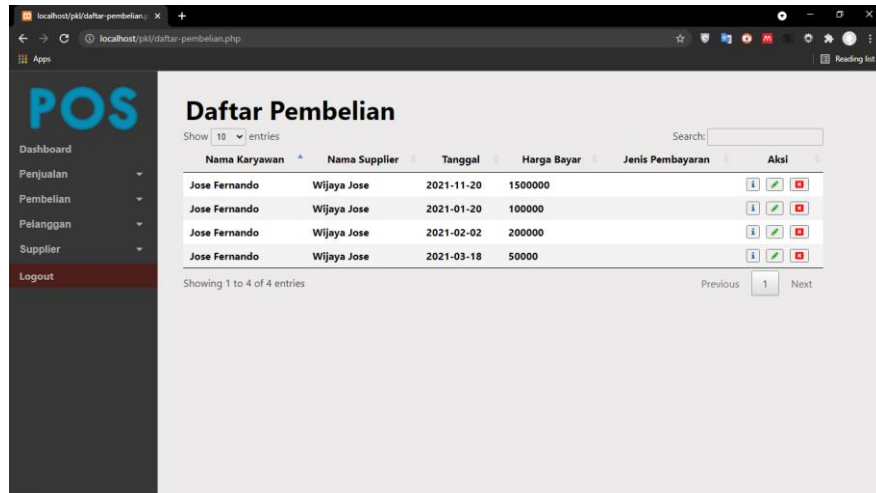 localhost/pkl/daftar-pembelian.p
localhost/pkl/daftar-pembelian.php
Apps
Reading list
POS
Dashboard
Penjualan
Pembelian
Pelanggan
Supplier
Logout
Daftar Pembelian
Show 10 entries
Search:
Nama Karyawan Nama Supplier Tanggal Harga Bayar Jenis Pembayaran Aksi
Jose Fernando Wijaya Jose 2021-11-20 1500000
Jose Fernando Wijaya Jose 2021-01-20 100000
Jose Fernando Wijaya Jose 2021-02-02 200000
Jose Fernando Wijaya Jose 2021-03-18 50000
Showing 1 to 4 of 4 entries
Previous 1 Next